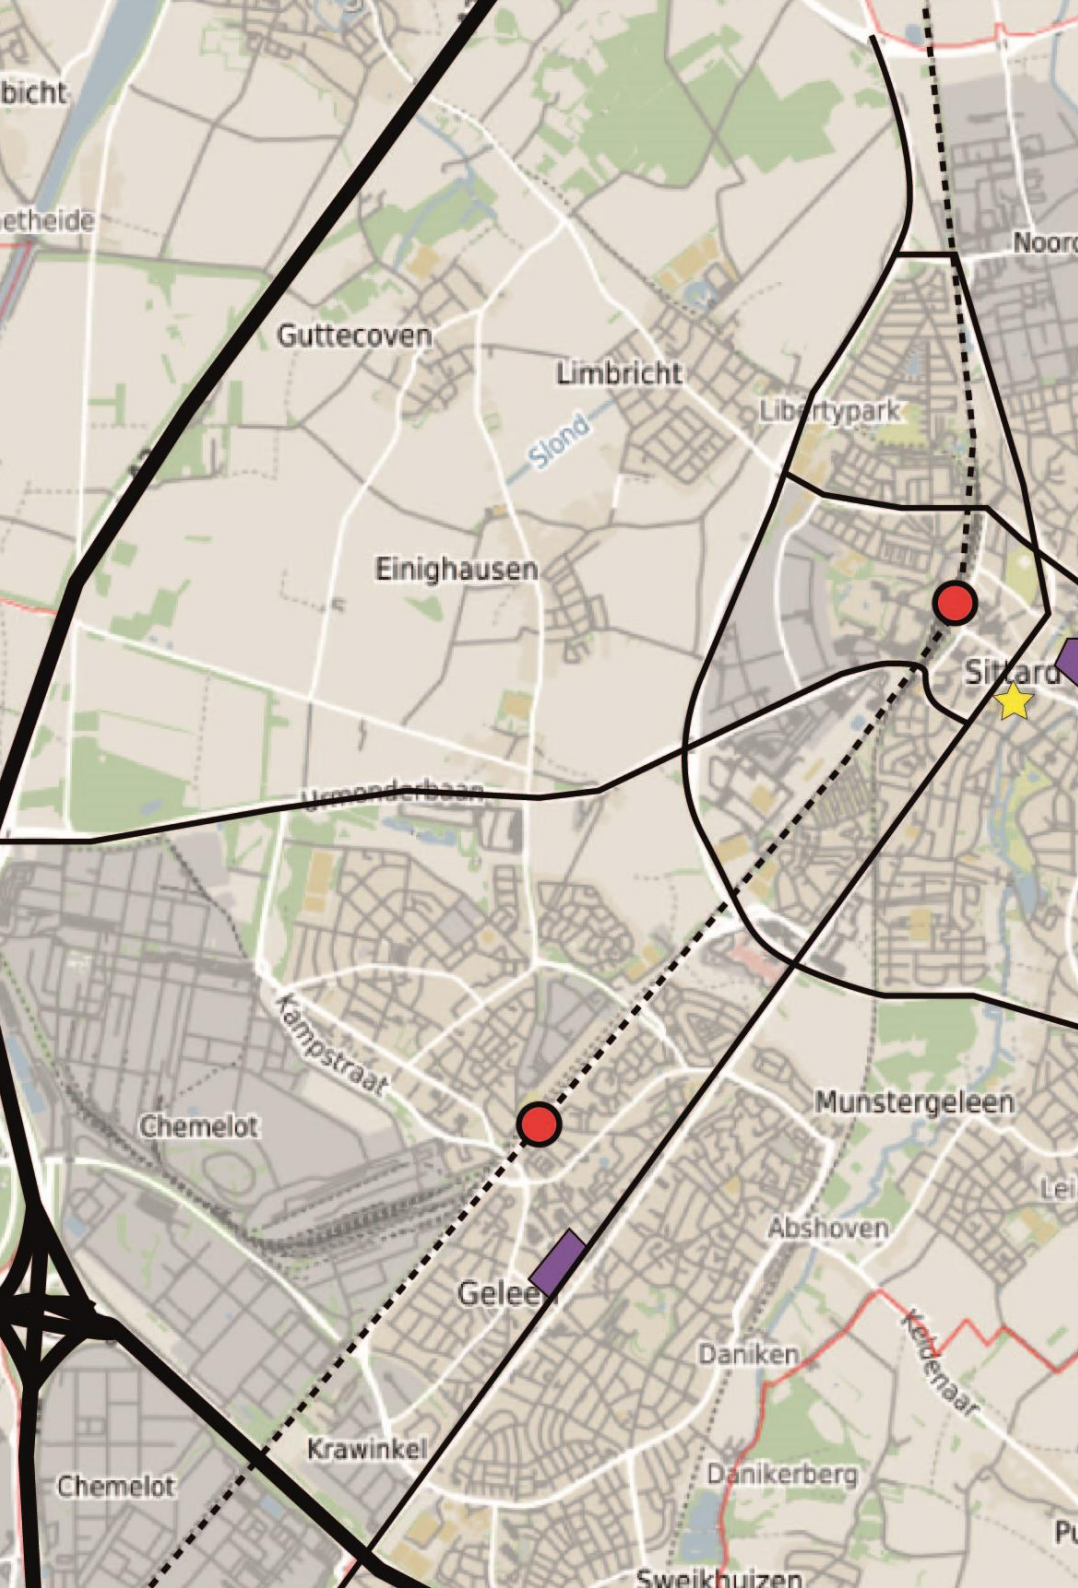 bicht
etheide
Noord
Guttecoven
Limbricht
Libertypark
Slond
Einighausen
Sittard
Urmonderbaan
Kampstraat
Munstergeleen
Chemelot
Lei
Abshoven
Geleen
Keldenaar
Daniken
Krawinkel
Danikerberg
Chemelot
Pu
Sweikhuizen